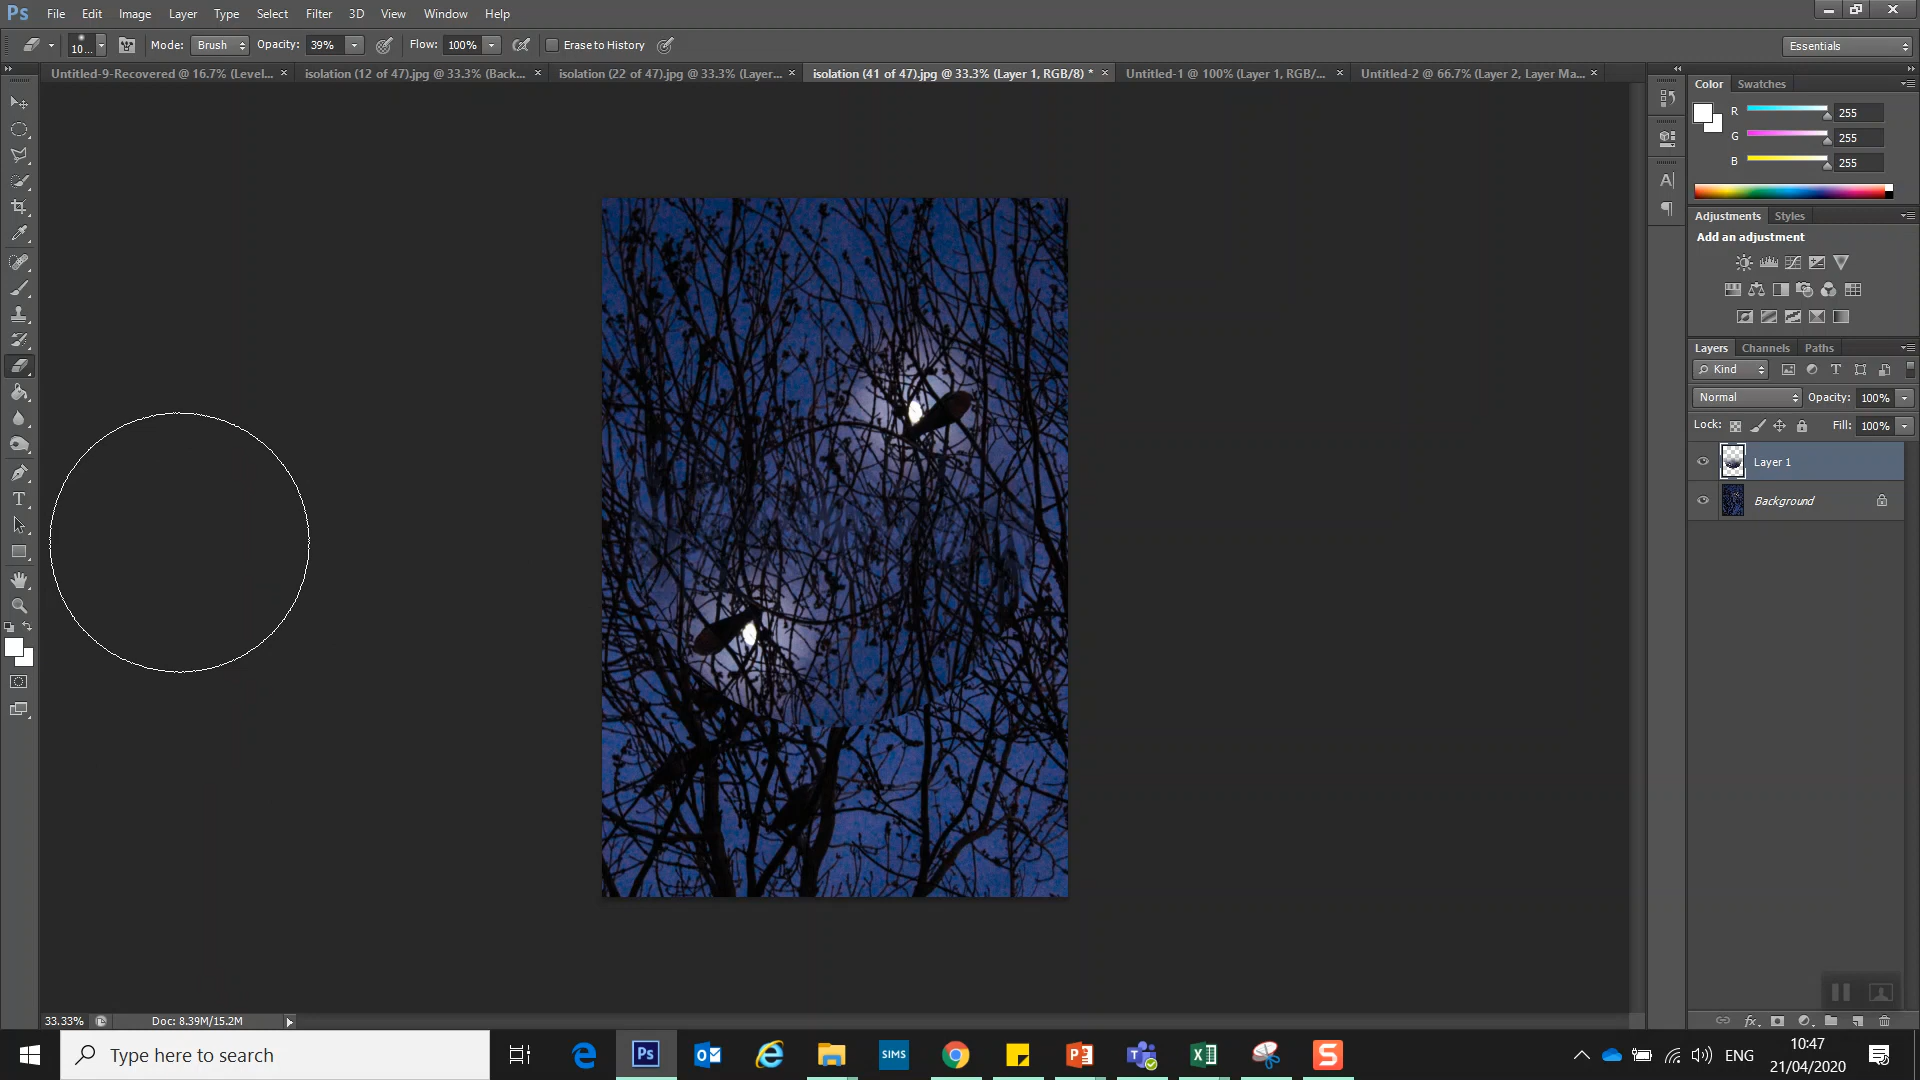 Ps File Edit Image Layer Type Select Filter 3D View Window Help
10... Mode: Brush Opacity: 39% Flow: 100% Erase to History Essentials
Untitled-9-Recovered @ 16.7% (Level... × isolation (12 of 47).jpg @ 33.3% (Back... × isolation (22 of 47).jpg @ 33.3% (Layer... × isolation (41 of 47).jpg @ 33.3% (Layer 1, RGB/8) * × Untitled-1 @ 100% (Layer 1, RGB/... × Untitled-2 @ 66.7% (Layer 2, Layer Ma... ×
Color Swatches
R 255
G 255
B 255
Adjustments Styles
Add an adjustment
Layers Channels Paths
Kind
Normal Opacity: 100%
Lock: Fill: 100%
Layer 1
Background
33.33% Doc: 8.39M/15.2M
Type here to search
Ps
SIMS
ENG
10:47
21/04/2020